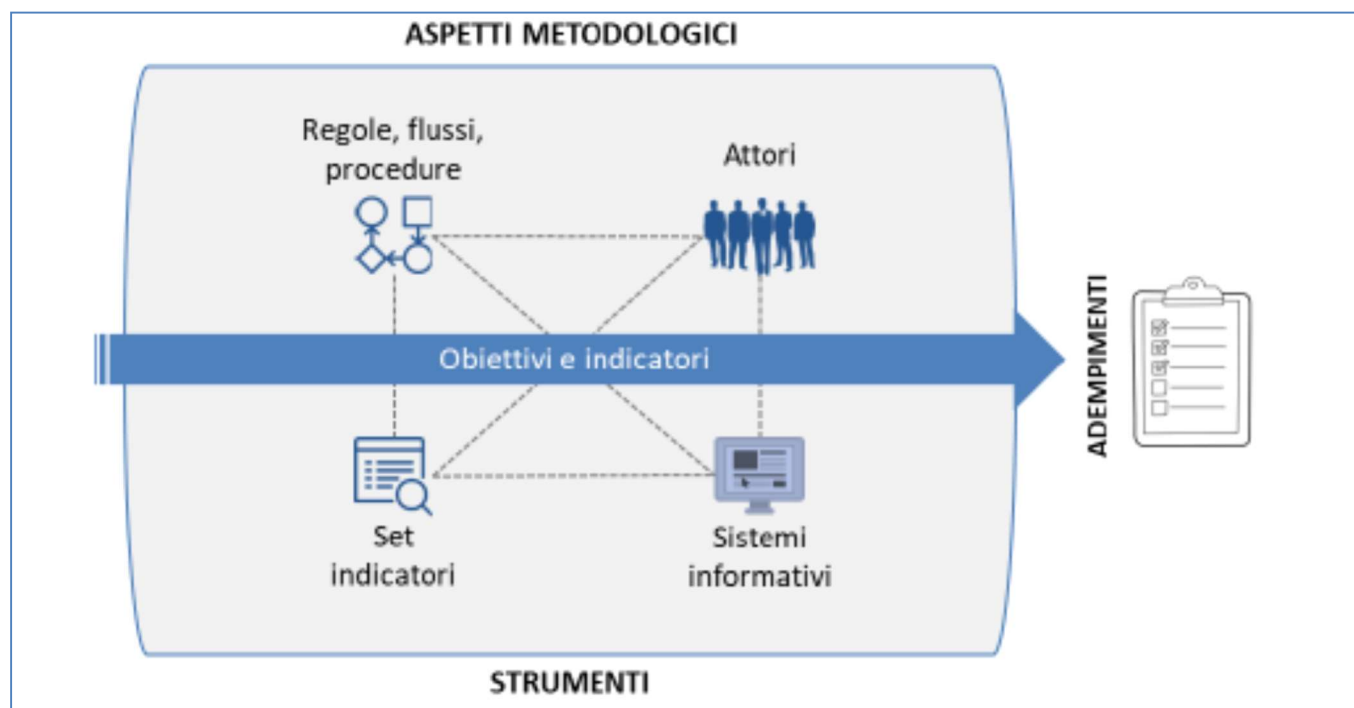 ASPETTI METODOLOGICI
Regole, flussi,
procedure
Attori
Obiettivi e indicatori
ADEMPIMENTI
Set
indicatori
Sistemi
informativi
STRUMENTI